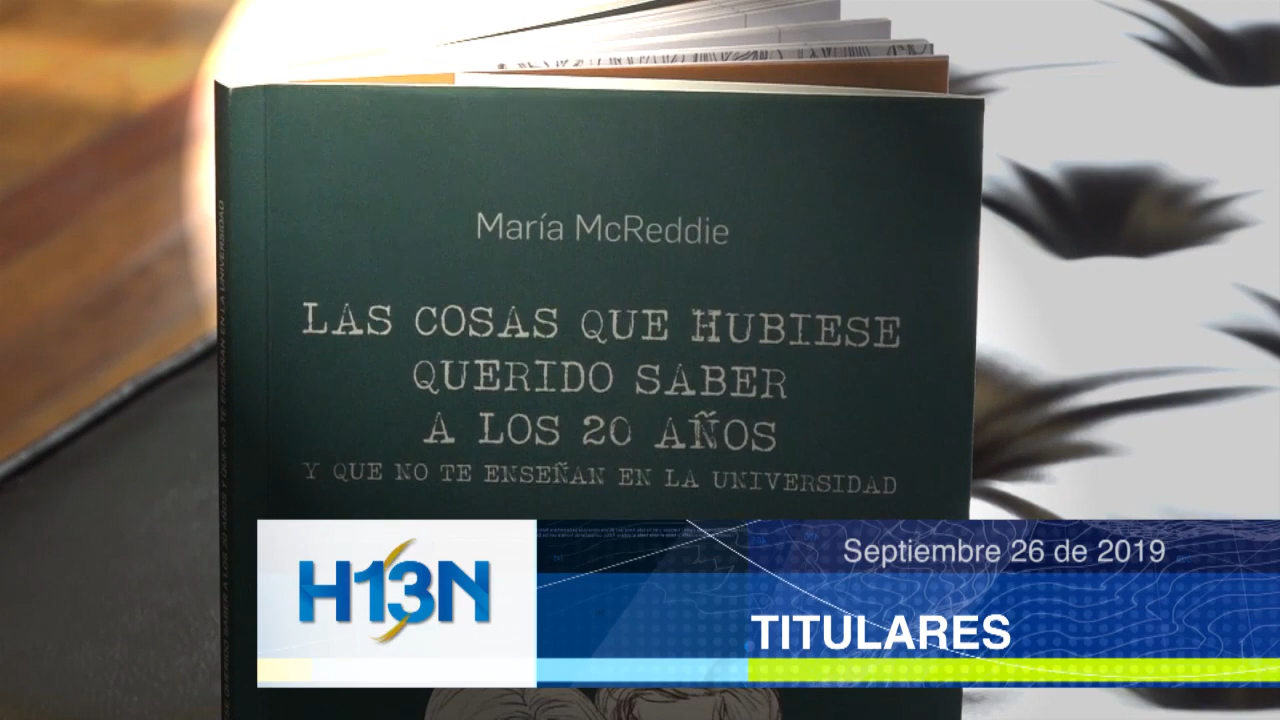 María McReddie
LAS COSAS QUE HUBIESE
QUERIDO SABER
A LOS 20 AÑOS
Y QUE NO TE ENSEÑAN EN LA UNIVERSIDAD
Septiembre 26 de 2019
H13N
TITULARES